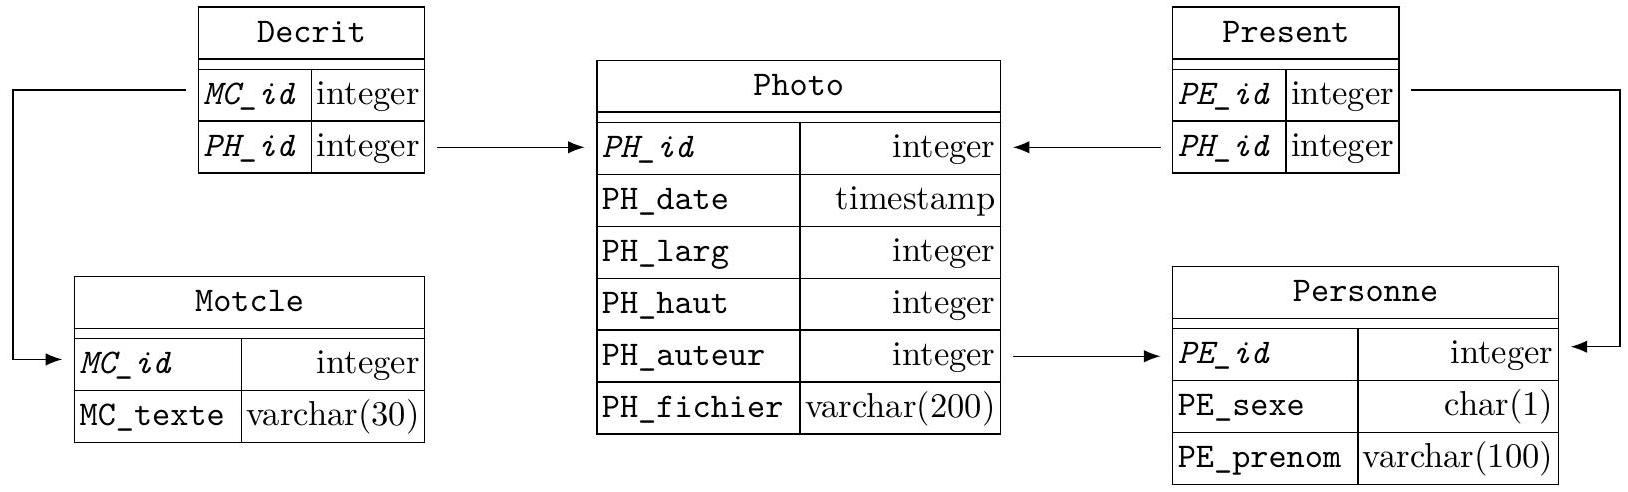 Decrit
MC_id integer
PH_id integer
Motcle
MC_id integer
MC_texte varchar(30)
Photo
PH_id integer
PH_date timestamp
PH_larg integer
PH_haut integer
PH_auteur integer
PH_fichier varchar(200)
Present
PE_id integer
PH_id integer
Personne
PE_id integer
PE_sexe char(1)
PE_prenom varchar(100)